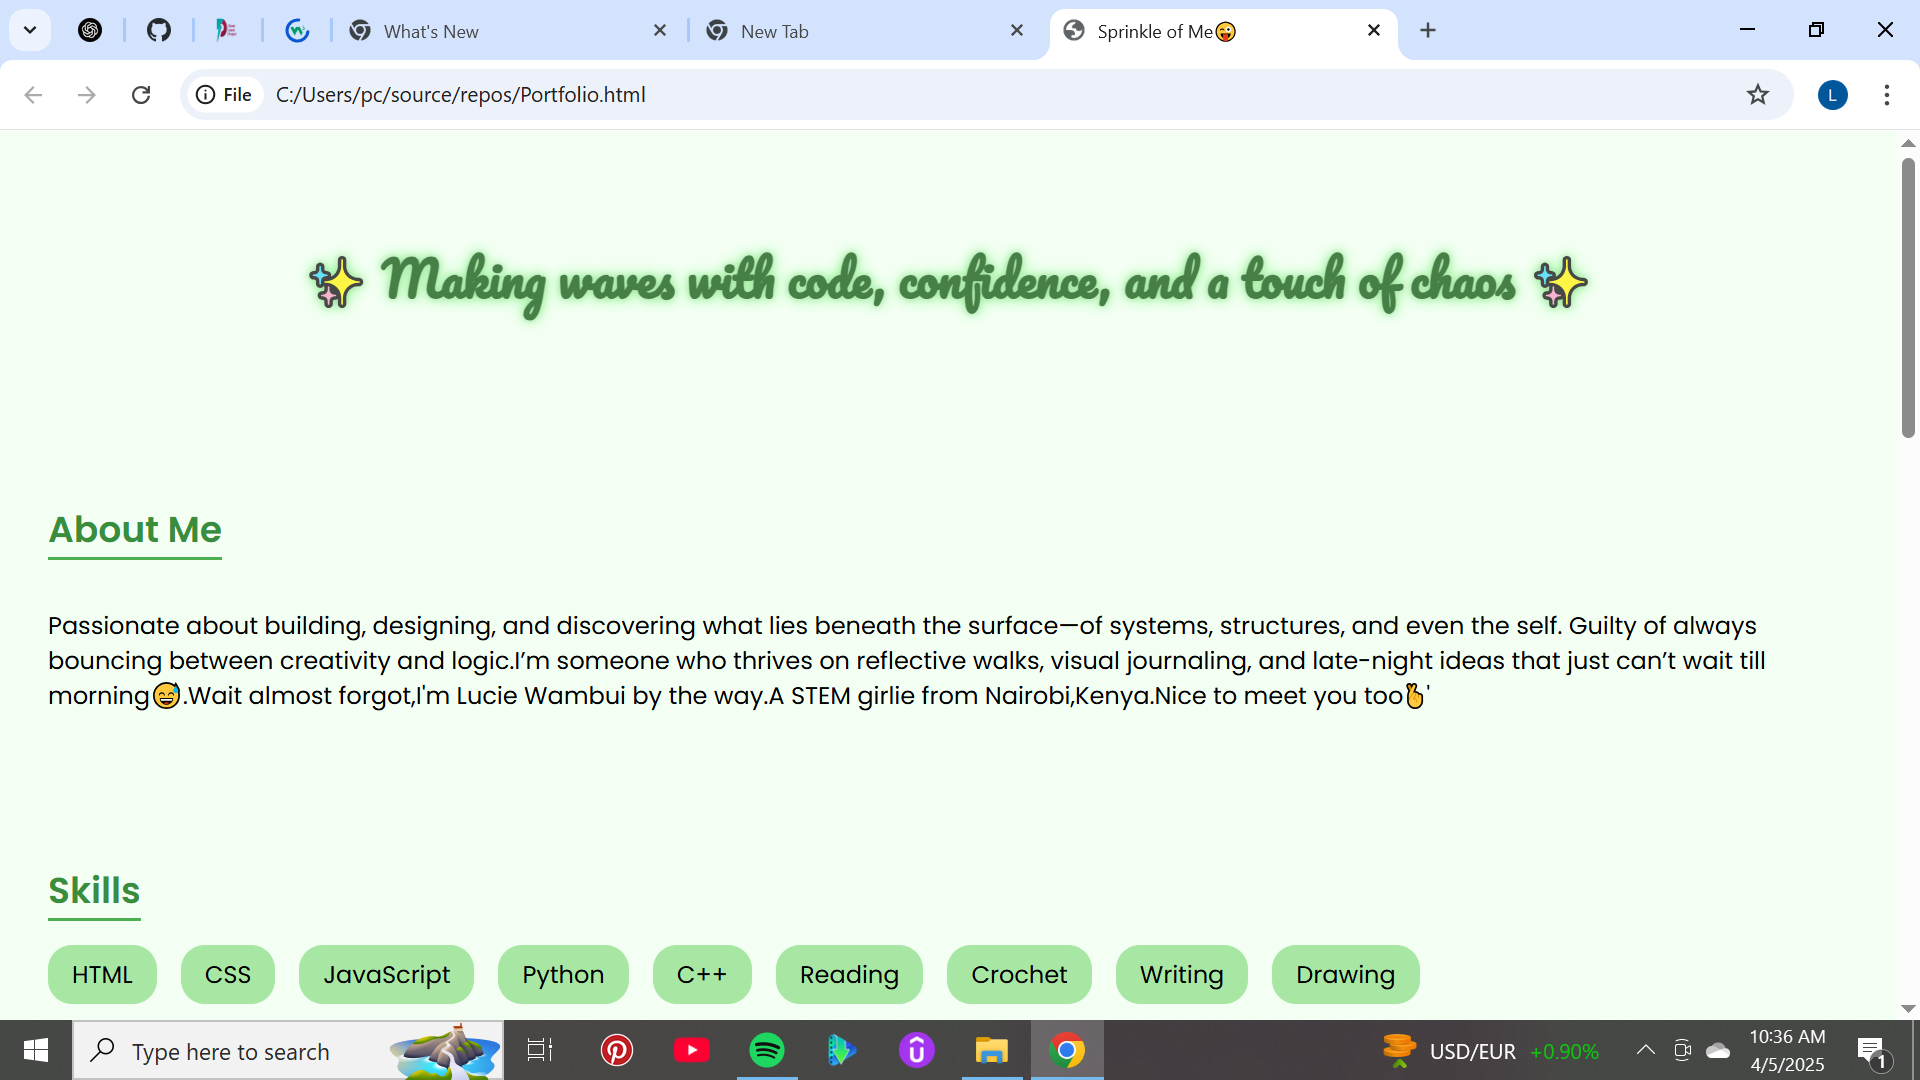 What's New
New Tab
Sprinkle of Me😜
File
C:/Users/pc/source/repos/Portfolio.html
L
✨ Making waves with code, confidence, and a touch of chaos ✨
About Me
Passionate about building, designing, and discovering what lies beneath the surface—of systems, structures, and even the self. Guilty of always
bouncing between creativity and logic.I’m someone who thrives on reflective walks, visual journaling, and late-night ideas that just can’t wait till
morning😅.Wait almost forgot,I'm Lucie Wambui by the way.A STEM girlie from Nairobi,Kenya.Nice to meet you too🫰'
Skills
HTML CSS JavaScript Python C++ Reading Crochet Writing Drawing
Type here to search
USD/EUR +0.90%
10:36 AM
4/5/2025
1